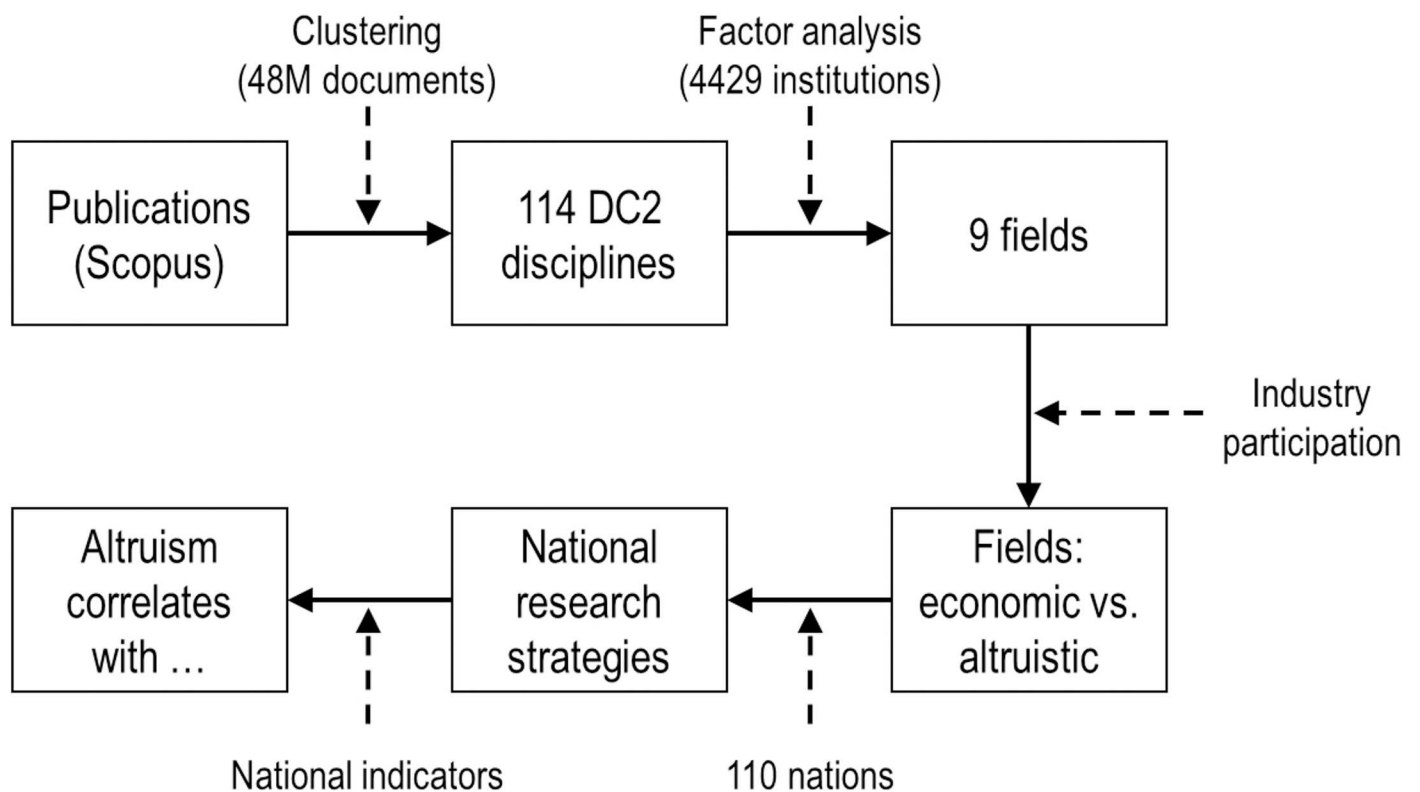 Clustering
(48M documents)
Factor analysis
(4429 institutions)
Publications
(Scopus)
114 DC2
disciplines
9 fields
Industry
participation
Fields:
economic vs.
altruistic
National
research
strategies
Altruism
correlates
with …
National indicators
110 nations